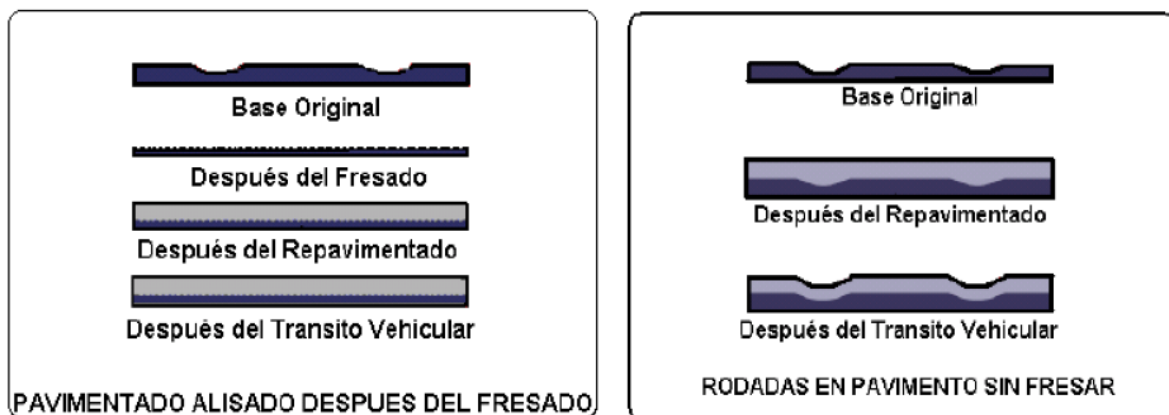 Base Original
Después del Fresado
Después del Repavimentado
Después del Transito Vehicular
PAVIMENTADO ALISADO DESPUES DEL FRESADO
Base Original
Después del Repavimentado
Después del Transito Vehicular
RODADAS EN PAVIMENTO SIN FRESAR